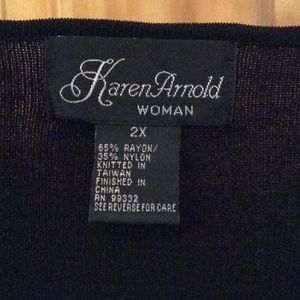 Karen Arnold
WOMAN
2X
65% RAYON/
35% NYLON
KNITTED IN
TAIWAN
FINISHED IN
CHINA
RN 99332
SEE REVERSE FOR CARE